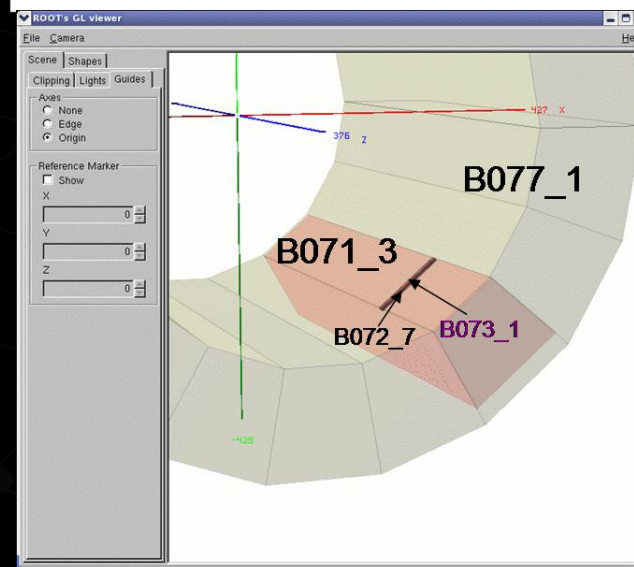 ROOT's GL viewer
File Camera
Scene Shapes
Clipping Lights Guides
Axes
None
Edge
Origin
Reference Marker
Show
X
0
Y
0
Z
0
427 X
376 Z
B077_1
B071_3
B072_7
B073_1
-429